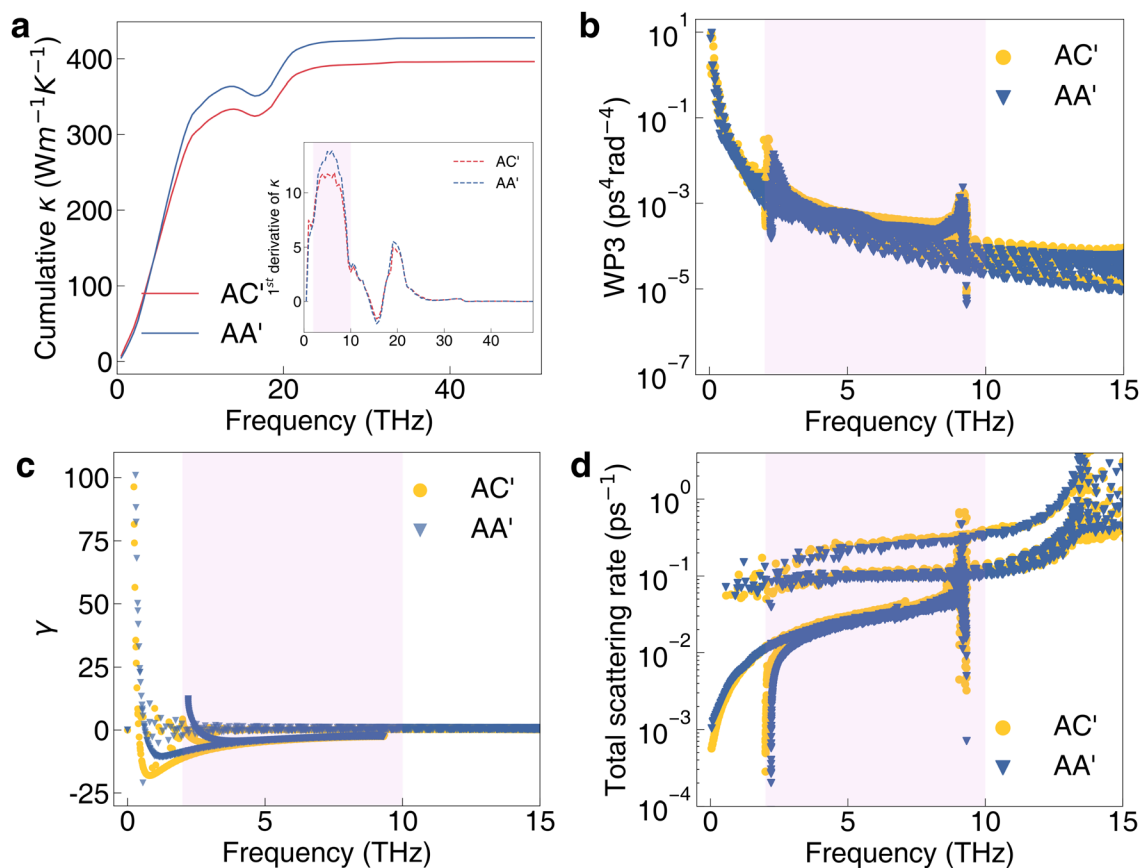 a
Cumulative κ (Wm⁻¹K⁻¹)
400
300
200
100
0
0
20
40
Frequency (THz)
AC'
AA'
1ˢᵗ derivative of κ
10
5
0
0
10
20
30
40
AC'
AA'
b
WP3 (ps⁴rad⁻⁴)
10¹
10⁻¹
10⁻³
10⁻⁵
10⁻⁷
0
5
10
15
Frequency (THz)
AC'
AA'
c
γ
100
75
50
25
0
-25
0
5
10
15
Frequency (THz)
AC'
AA'
d
Total scattering rate (ps⁻¹)
10⁰
10⁻¹
10⁻²
10⁻³
10⁻⁴
0
5
10
15
Frequency (THz)
AC'
AA'